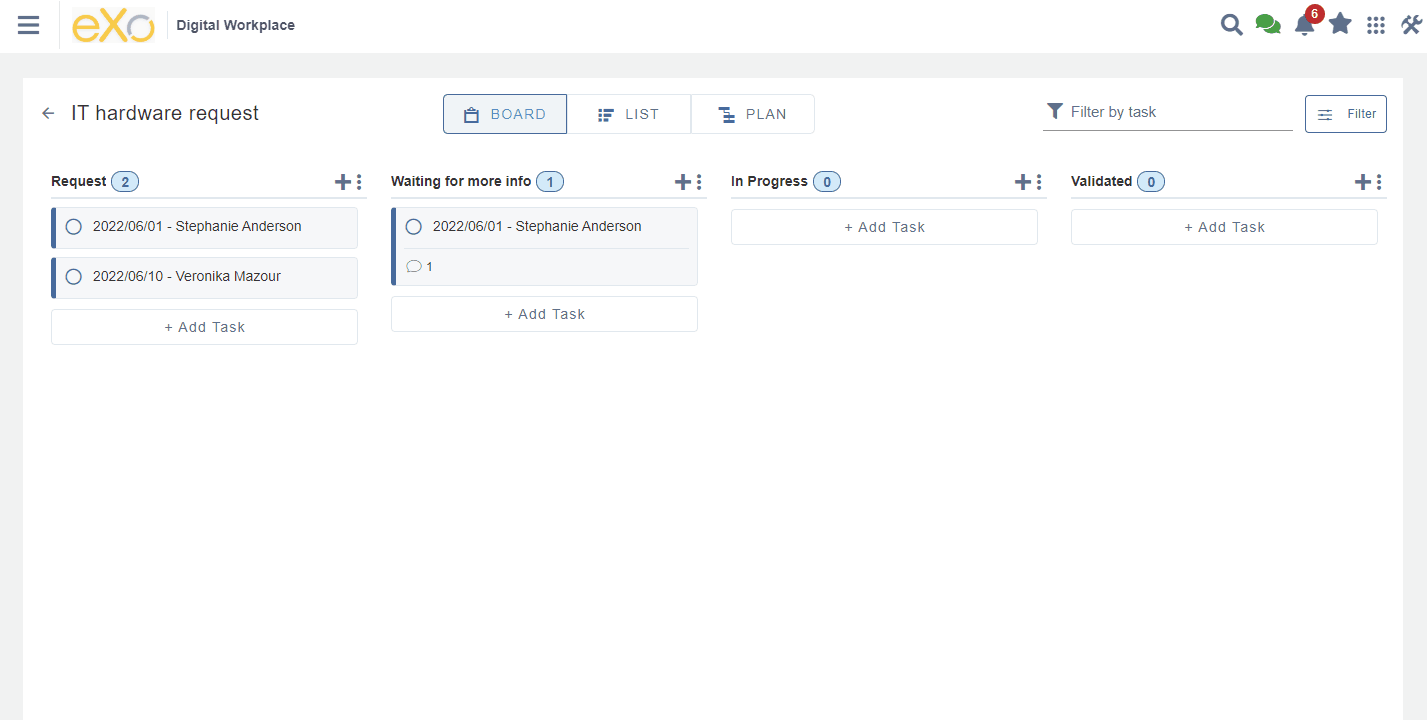 eXo
Digital Workplace
6
IT hardware request
BOARD
LIST
PLAN
Filter by task
Filter
Request 2
2022/06/01 - Stephanie Anderson
2022/06/10 - Veronika Mazour
+ Add Task
Waiting for more info 1
2022/06/01 - Stephanie Anderson
1
+ Add Task
In Progress 0
+ Add Task
Validated 0
+ Add Task